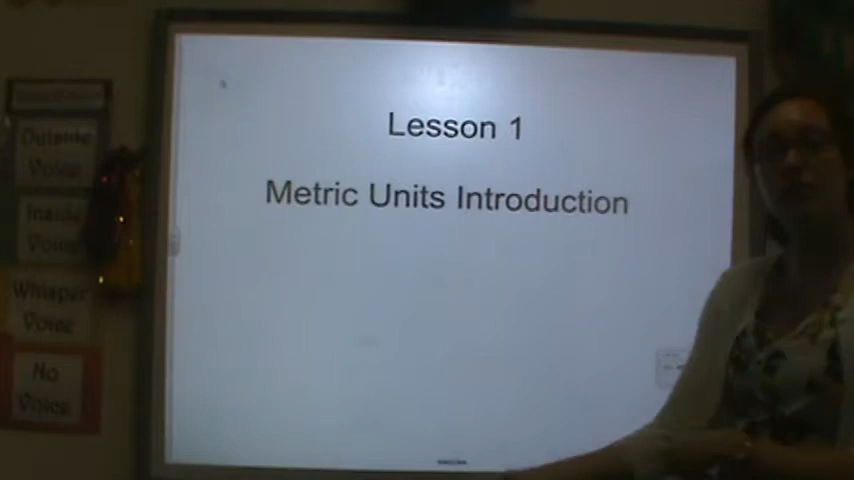 Lesson 1
Metric Units Introduction
Outside
Voice
Inside
Voice
Whisper
Voice
No
Voice